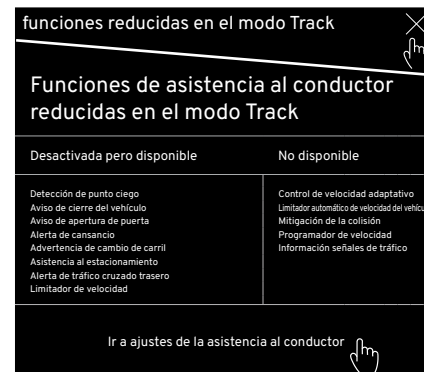 funciones reducidas en el modo Track
Funciones de asistencia al conductor
reducidas en el modo Track
Desactivada pero disponible
No disponible
Detección de punto ciego
Aviso de cierre del vehículo
Aviso de apertura de puerta
Alerta de cansancio
Advertencia de cambio de carril
Asistencia al estacionamiento
Alerta de tráfico cruzado trasero
Limitador de velocidad
Control de velocidad adaptativo
Limitador automático de velocidad del vehícu
Mitigación de la colisión
Programador de velocidad
Información señales de tráfico
Ir a ajustes de la asistencia al conductor